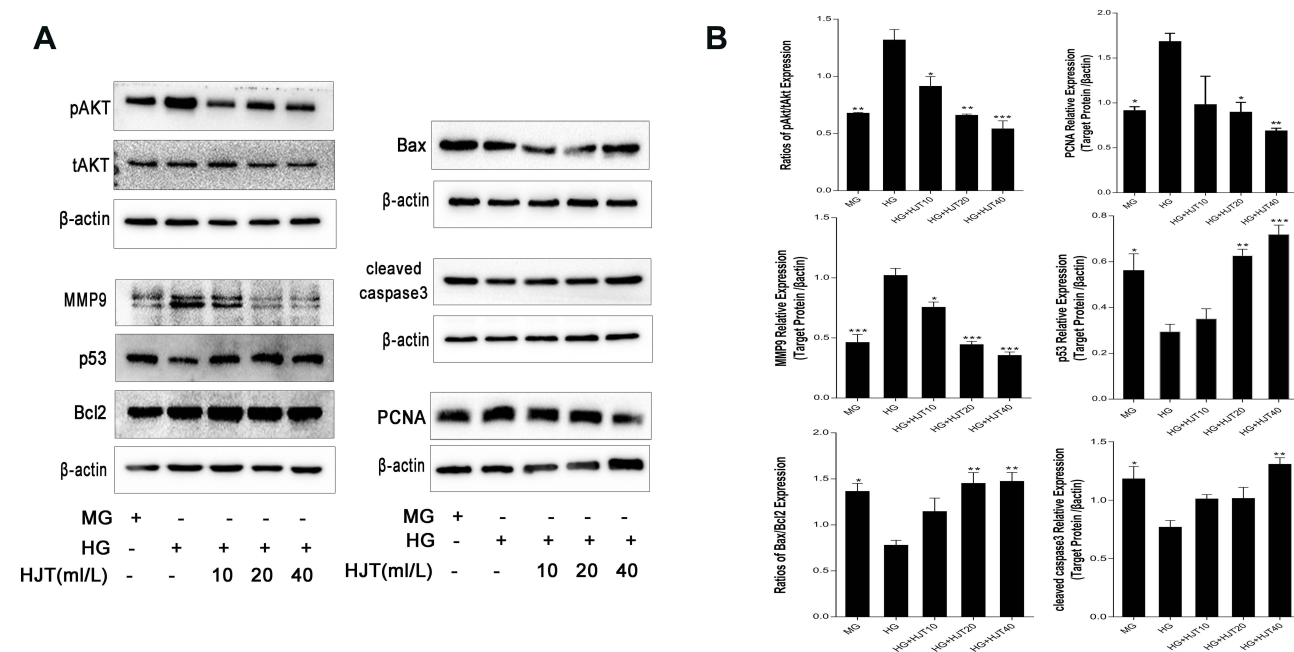 A
pAKT
tAKT
β-actin
MMP9
p53
Bcl2
β-actin
MG + - - - -
HG - + + + +
HJT(ml/L) - - 10 20 40
Bax
β-actin
cleaved
caspase3
β-actin
PCNA
β-actin
MG + - - - -
HG - + + + +
HJT(ml/L) - - 10 20 40
B
Ratios of pAkt/tAkt Expression
1.5
1.0
0.5
0.0
** * ** ***
MG HG HG+HJT10 HG+HJT20 HG+HJT40
PCNA Relative Expression
(Target Protein /βactin)
2.0
1.5
1.0
0.5
0.0
* * **
MG HG HG+HJT10 HG+HJT20 HG+HJT40
MMP9 Relative Expression
(Target Protein /βactin)
1.5
1.0
0.5
0.0
*** * *** ***
MG HG HG+HJT10 HG+HJT20 HG+HJT40
p53 Relative Expression
(Target Protein /βactin)
0.8
0.6
0.4
0.2
0.0
* ** ***
MG HG HG+HJT10 HG+HJT20 HG+HJT40
Ratios of Bax/Bcl2 Expression
2.0
1.5
1.0
0.5
0.0
* ** **
MG HG HG+HJT10 HG+HJT20 HG+HJT40
cleaved caspase3 Relative Expression
(Target Protein /βactin)
1.5
1.0
0.5
0.0
* **
MG HG HG+HJT10 HG+HJT20 HG+HJT40